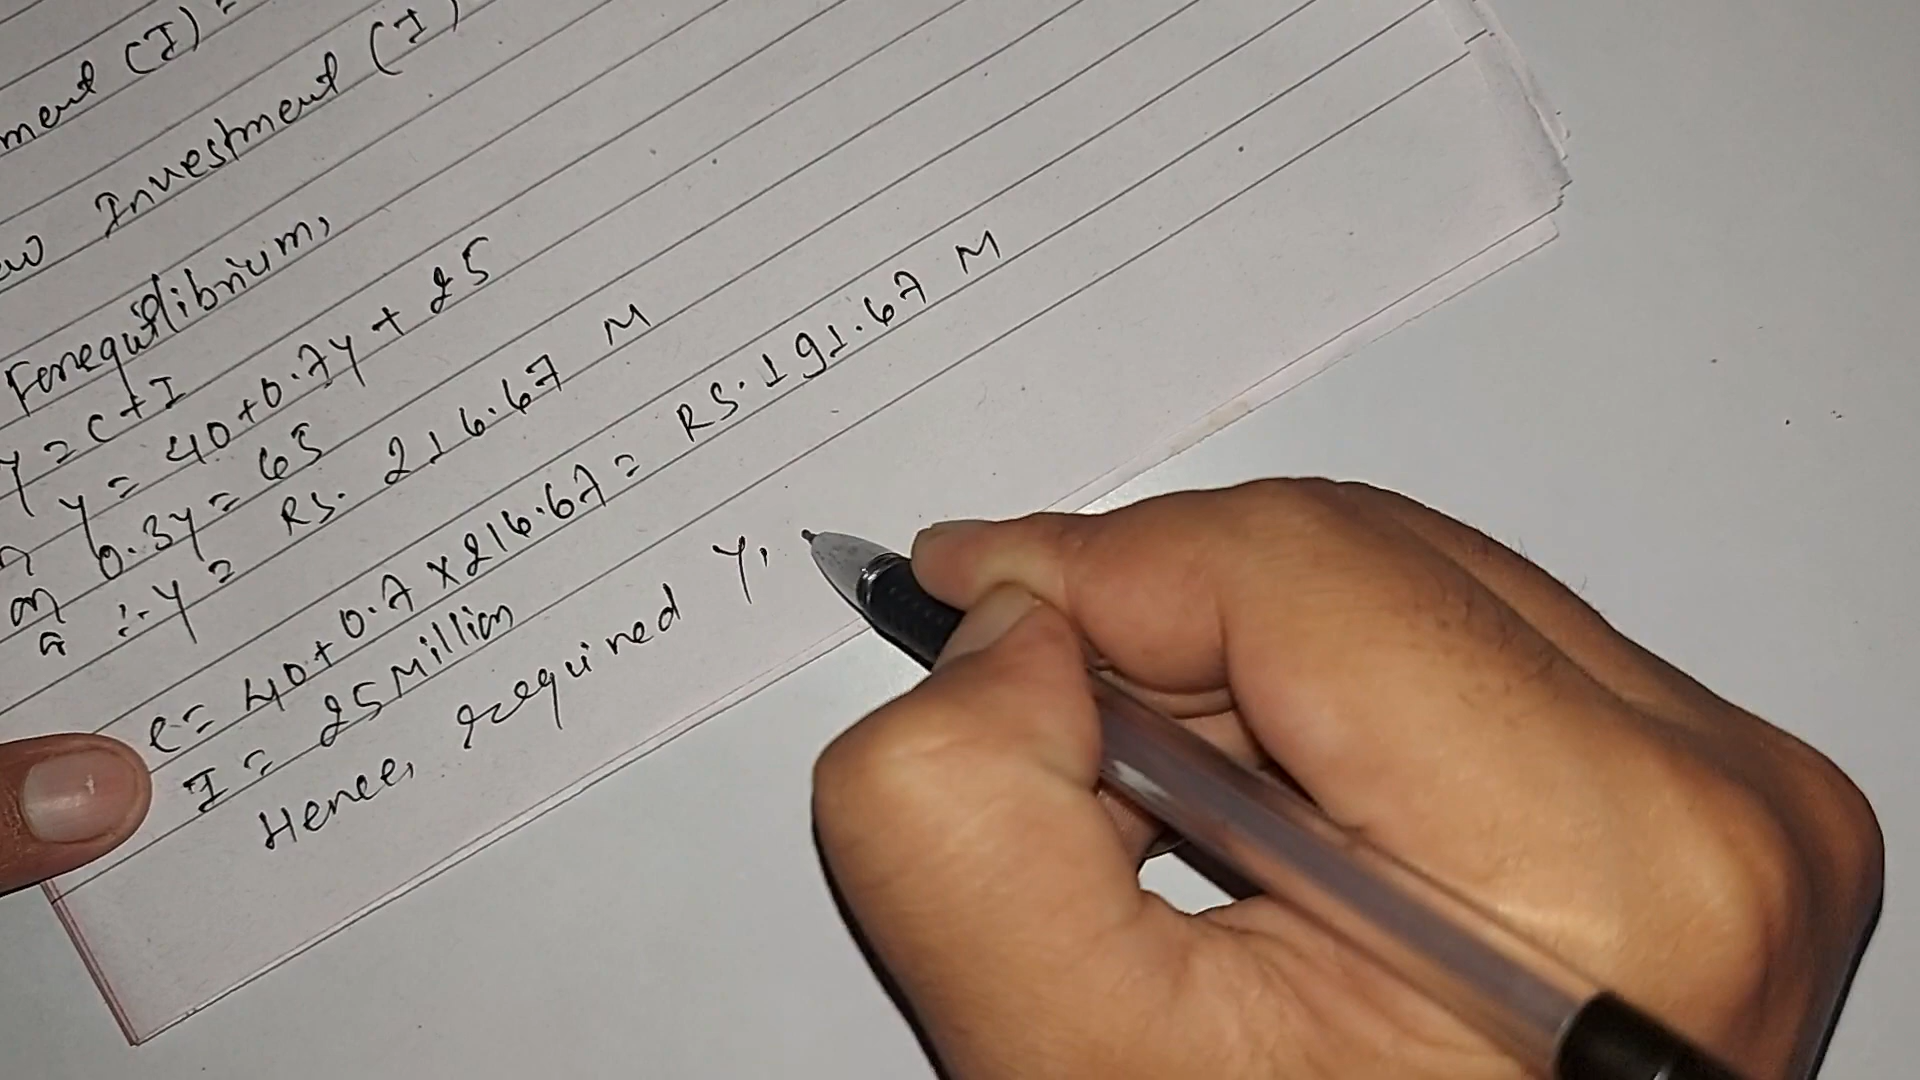 ment (I) =
Investment (I)
For equilibrium,
Y = C + I
Y = 40 + 0.7Y + 25
0.3Y = 65
∴ Y = RS. 216.67 M
C = 40 + 0.7 × 216.67 = RS. 191.67 M
I = 25 Million
Hence, required Y,